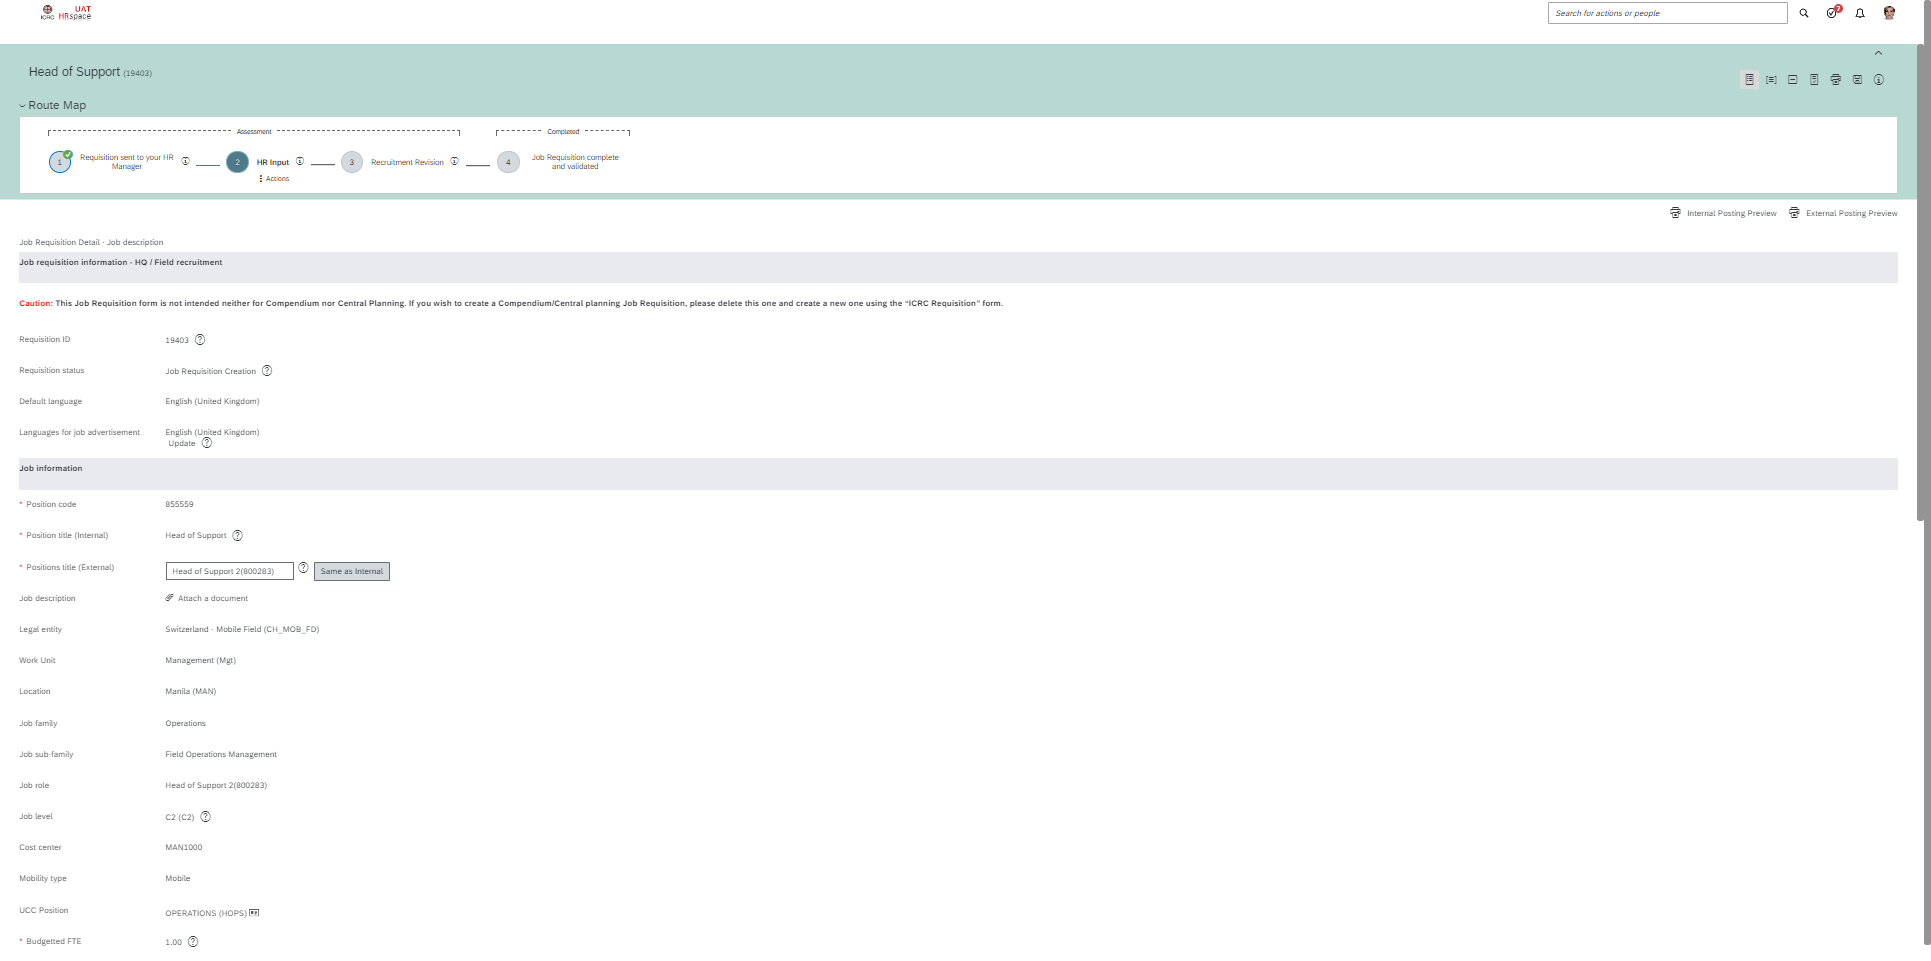 UAT
ICRC HRspace
Search for actions or people
7
Head of Support (19403)
Route Map
Assessment
Completed
1
Requisition sent to your HR
Manager
2
HR Input
Actions
3
Recruitment Revision
4
Job Requisition complete
and validated
Internal Posting Preview
External Posting Preview
Job Requisition Detail - Job description
Job requisition information - HQ / Field recruitment
Caution: This Job Requisition form is not intended neither for Compendium nor Central Planning. If you wish to create a Compendium/Central planning Job Requisition, please delete this one and create a new one using the “ICRC Requisition” form.
Requisition ID 19403
Requisition status Job Requisition Creation
Default language English (United Kingdom)
Languages for job advertisement English (United Kingdom)
Update
Job information
* Position code 855559
* Position title (Internal) Head of Support
* Positions title (External) Head of Support 2(800283) Same as Internal
Job description Attach a document
Legal entity Switzerland - Mobile Field (CH_MOB_FD)
Work Unit Management (Mgt)
Location Manila (MAN)
Job family Operations
Job sub-family Field Operations Management
Job role Head of Support 2(800283)
Job level C2 (C2)
Cost center MAN1000
Mobility type Mobile
UCC Position OPERATIONS (HOPS)
* Budgetted FTE 1.00